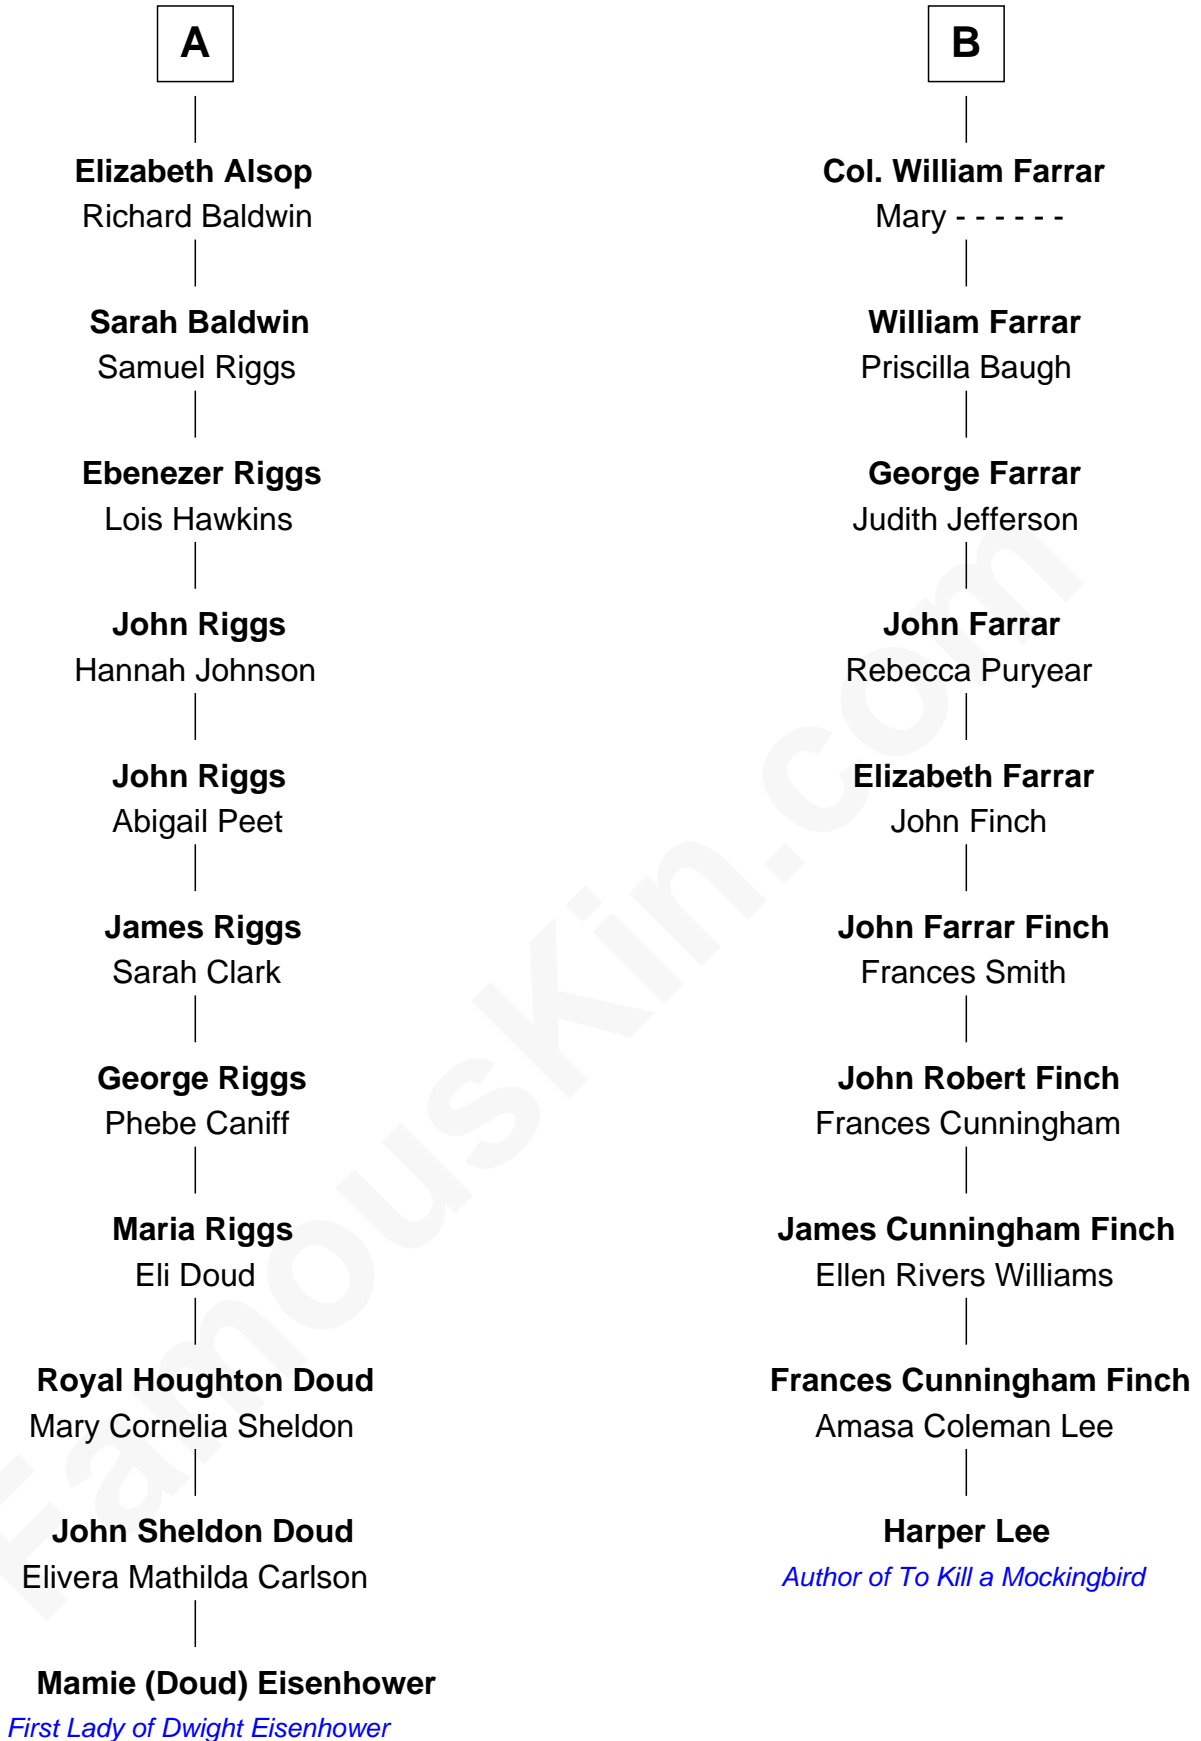 A
Elizabeth Alsop
Richard Baldwin
Sarah Baldwin
Samuel Riggs
Ebenezer Riggs
Lois Hawkins
John Riggs
Hannah Johnson
John Riggs
Abigail Peet
James Riggs
Sarah Clark
George Riggs
Phebe Caniff
Maria Riggs
Eli Doud
Royal Houghton Doud
Mary Cornelia Sheldon
John Sheldon Doud
Elivera Mathilda Carlson
Mamie (Doud) Eisenhower
First Lady of Dwight Eisenhower
B
Col. William Farrar
Mary - - - - - -
William Farrar
Priscilla Baugh
George Farrar
Judith Jefferson
John Farrar
Rebecca Puryear
Elizabeth Farrar
John Finch
John Farrar Finch
Frances Smith
John Robert Finch
Frances Cunningham
James Cunningham Finch
Ellen Rivers Williams
Frances Cunningham Finch
Amasa Coleman Lee
Harper Lee
Author of To Kill a Mockingbird
FamousKin.com